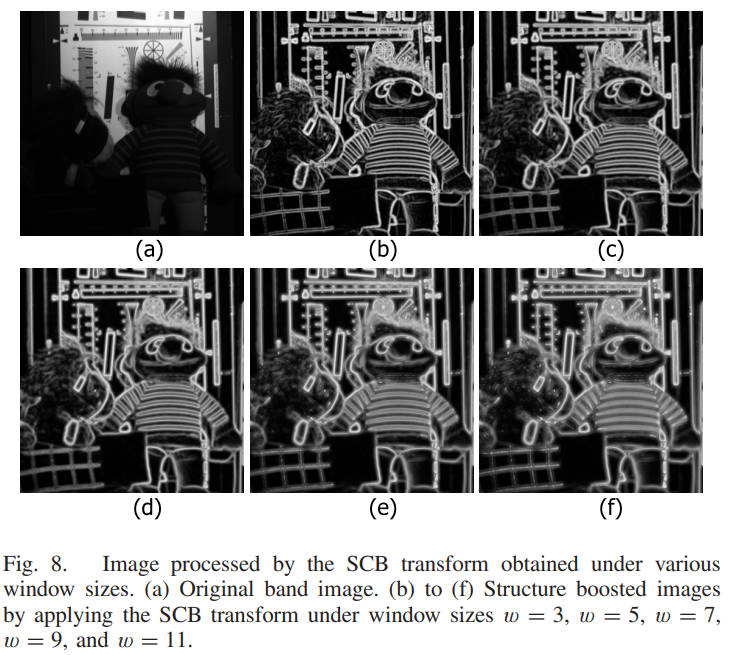 (a)
(b)
(c)
(d)
(e)
(f)
Fig. 8. Image processed by the SCB transform obtained under various
window sizes. (a) Original band image. (b) to (f) Structure boosted images
by applying the SCB transform under window sizes w = 3, w = 5, w = 7,
w = 9, and w = 11.